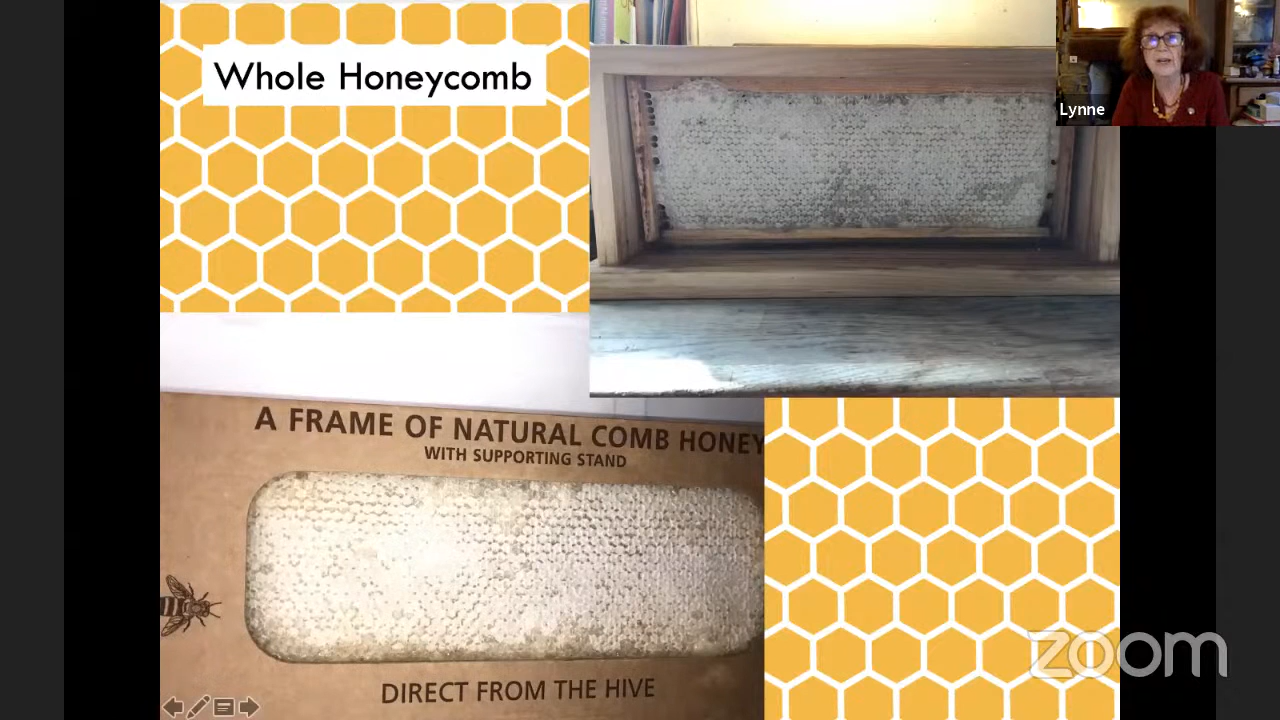 Whole Honeycomb
Lynne
A FRAME OF NATURAL COMB HONEY
WITH SUPPORTING STAND
DIRECT FROM THE HIVE
zoom